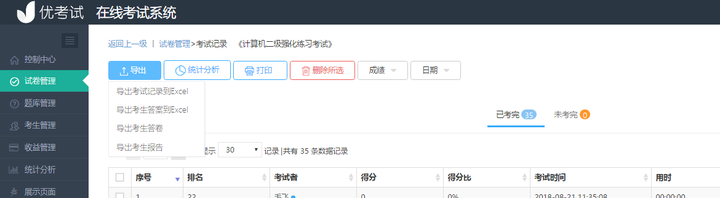 优考试 在线考试系统
控制中心
试卷管理
题库管理
考生管理
收益管理
统计分析
展示页面
返回上一级 | 试卷管理>考试记录 《计算机二级强化练习考试》
导出 统计分析 打印 删除所选 成绩 日期
导出考试记录到Excel
导出考生答案到Excel
导出考生答卷
导出考生报告
已考完 35 未考完 0
显示 30 记录 |共有 35 条数据记录
序号 排名 考试者 得分 得分比 考试时间 用时
1 22 毛飞 0 0% 2018-08-21 11:35:08 00:00:00